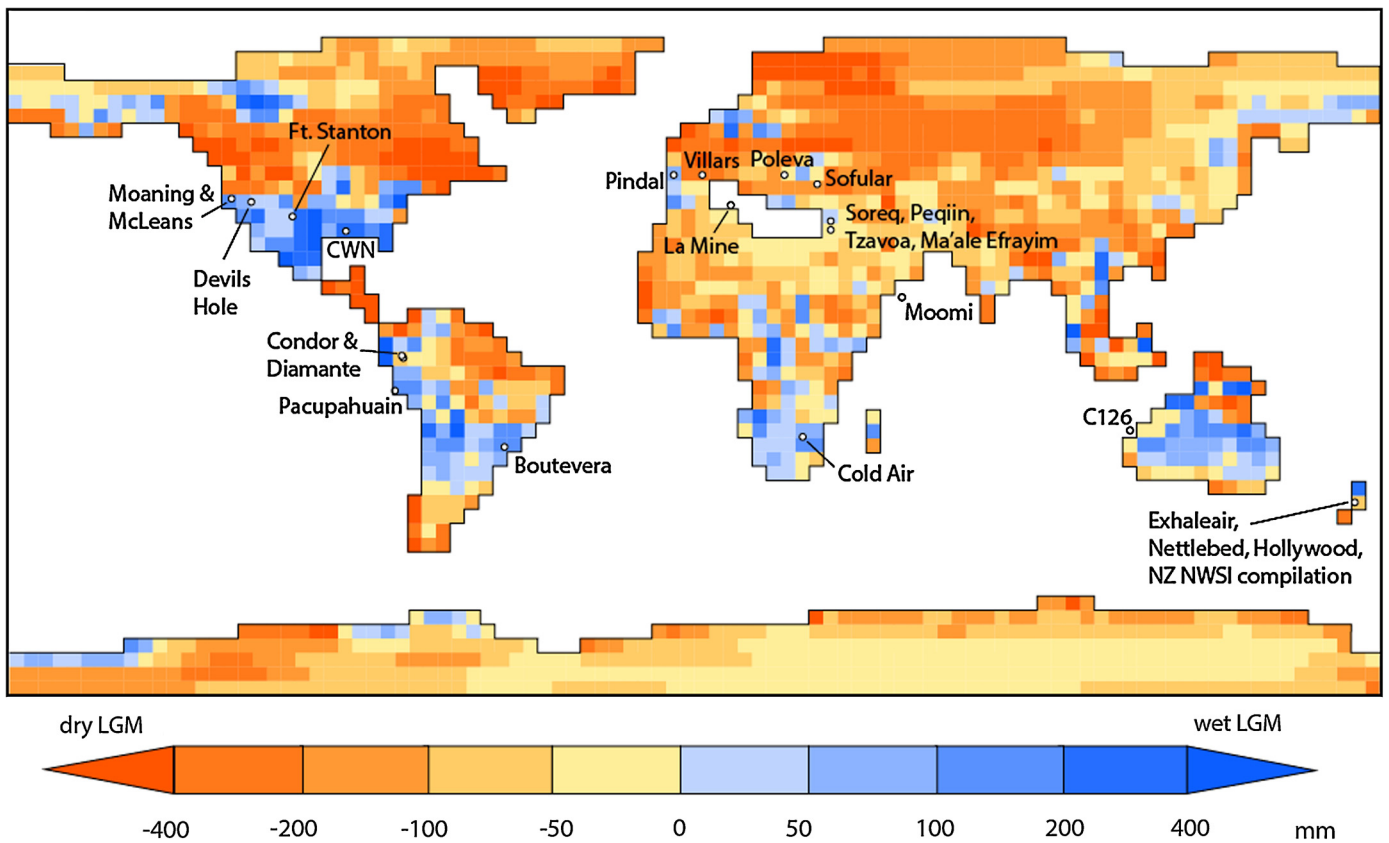 Ft. Stanton
Moaning &
McLeans
Devils
Hole
CWN
Pindal
Villars
Poleva
Sofular
La Mine
Soreq, Peqiin,
Tzavoa, Ma'ale Efrayim
Moomi
Condor &
Diamante
Pacupahuain
Boutevera
Cold Air
C126
Exhaleair,
Nettlebed, Hollywood,
NZ NWSI compilation
dry LGM
wet LGM
-400 -200 -100 -50 0 50 100 200 400 mm